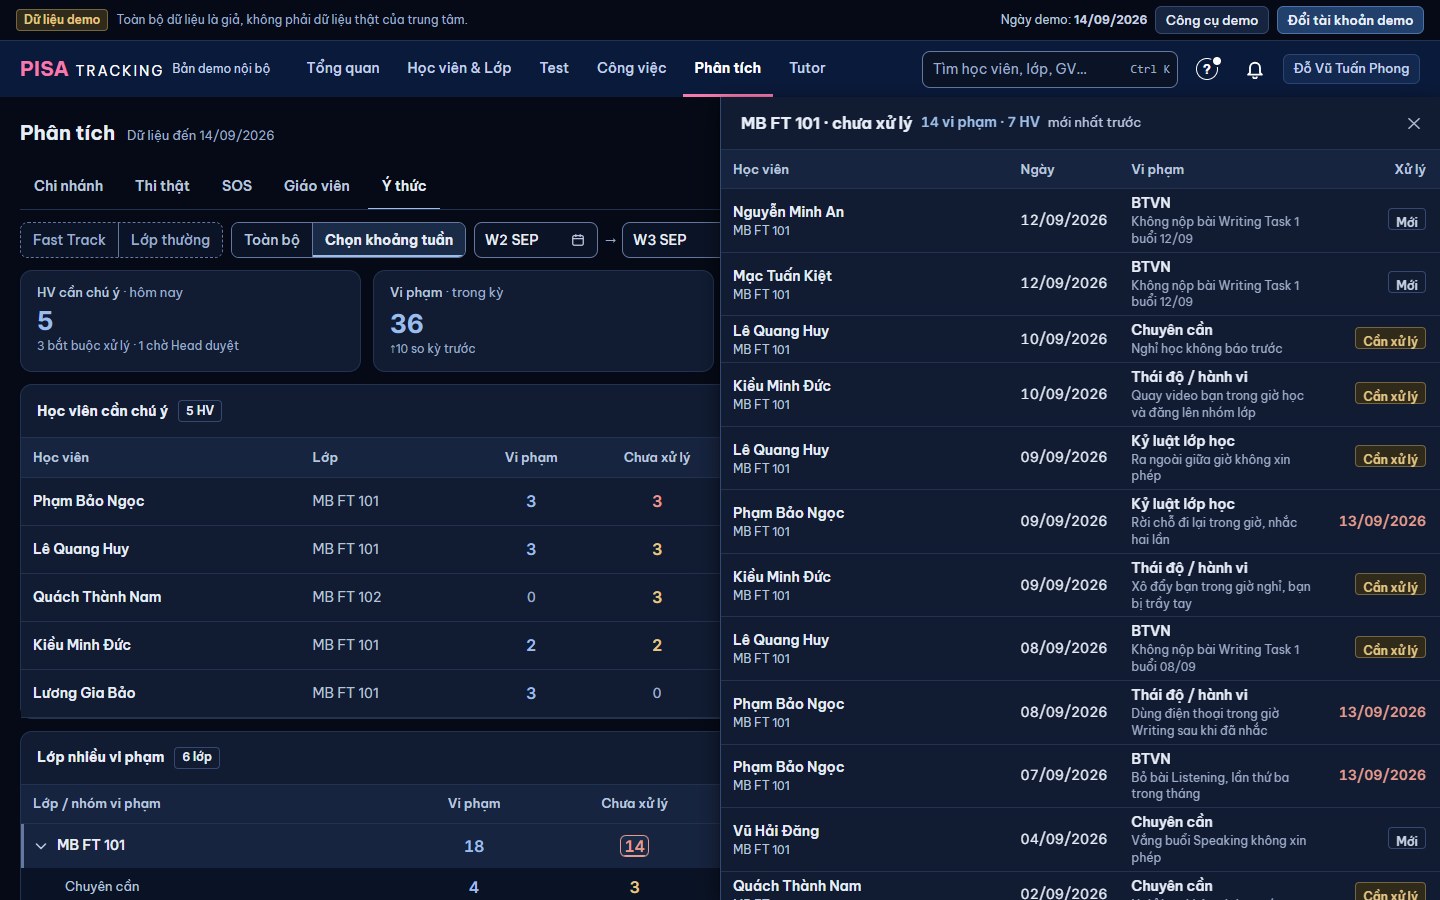 Dữ liệu demo Toàn bộ dữ liệu là giả, không phải dữ liệu thật của trung tâm.
Ngày demo: 14/09/2026 Công cụ demo Đổi tài khoản demo
PISA TRACKING Bản demo nội bộ Tổng quan Học viên & Lớp Test Công việc Phân tích Tutor
Tìm học viên, lớp, GV... Ctrl K ? Đỗ Vũ Tuấn Phong
Phân tích Dữ liệu đến 14/09/2026
Chi nhánh Thi thật SOS Giáo viên Ý thức
Fast Track Lớp thường Toàn bộ Chọn khoảng tuần W2 SEP → W3 SEP
HV cần chú ý · hôm nay
5
3 bắt buộc xử lý · 1 chờ Head duyệt
Vi phạm · trong kỳ
36
↑10 so kỳ trước
Học viên cần chú ý 5 HV
Học viên Lớp Vi phạm Chưa xử lý
Phạm Bảo Ngọc MB FT 101 3 3
Lê Quang Huy MB FT 101 3 3
Quách Thành Nam MB FT 102 0 3
Kiều Minh Đức MB FT 101 2 2
Lương Gia Bảo MB FT 101 3 0
Lớp nhiều vi phạm 6 lớp
Lớp / nhóm vi phạm Vi phạm Chưa xử lý
MB FT 101 18 14
Chuyên cần 4 3
MB FT 101 · chưa xử lý 14 vi phạm · 7 HV mới nhất trước
Học viên Ngày Vi phạm Xử lý
Nguyễn Minh An
MB FT 101
12/09/2026
BTVN
Không nộp bài Writing Task 1
buổi 12/09
Mới
Mạc Tuấn Kiệt
MB FT 101
12/09/2026
BTVN
Không nộp bài Writing Task 1
buổi 12/09
Mới
Lê Quang Huy
MB FT 101
10/09/2026
Chuyên cần
Nghỉ học không báo trước
Cần xử lý
Kiều Minh Đức
MB FT 101
10/09/2026
Thái độ / hành vi
Quay video bạn trong giờ học
và đăng lên nhóm lớp
Cần xử lý
Lê Quang Huy
MB FT 101
09/09/2026
Kỷ luật lớp học
Ra ngoài giữa giờ không xin
phép
Cần xử lý
Phạm Bảo Ngọc
MB FT 101
09/09/2026
Kỷ luật lớp học
Rời chỗ đi lại trong giờ, nhắc
hai lần
13/09/2026
Kiều Minh Đức
MB FT 101
09/09/2026
Thái độ / hành vi
Xô đẩy bạn trong giờ nghỉ, bạn
bị trầy tay
Cần xử lý
Lê Quang Huy
MB FT 101
08/09/2026
BTVN
Không nộp bài Writing Task 1
buổi 08/09
Cần xử lý
Phạm Bảo Ngọc
MB FT 101
08/09/2026
Thái độ / hành vi
Dùng điện thoại trong giờ
Writing sau khi đã nhắc
13/09/2026
Phạm Bảo Ngọc
MB FT 101
07/09/2026
BTVN
Bỏ bài Listening, lần thứ ba
trong tháng
13/09/2026
Vũ Hải Đăng
MB FT 101
04/09/2026
Chuyên cần
Vắng buổi Speaking không xin
phép
Mới
Quách Thành Nam
02/09/2026
Chuyên cần
Cần xử lý